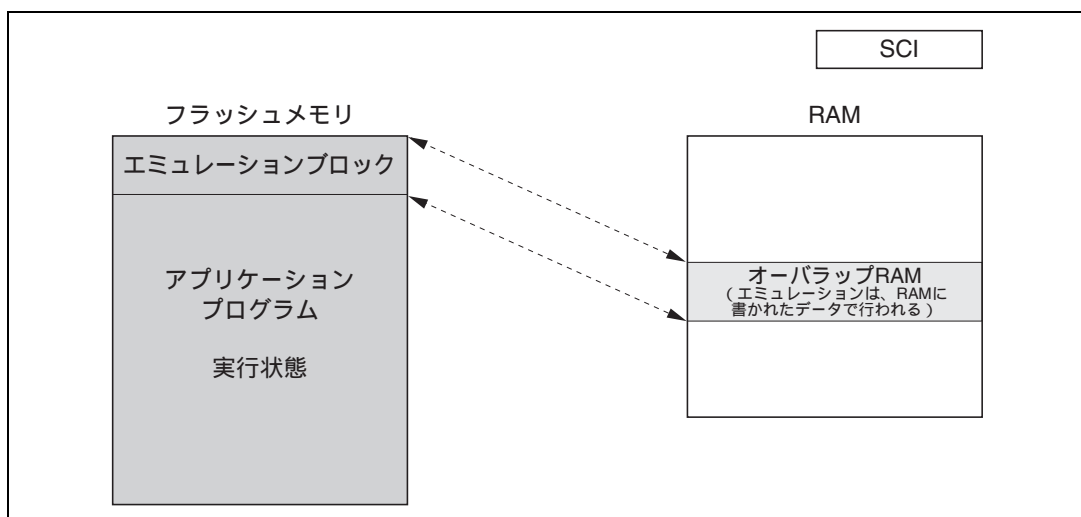 SCI
フラッシュメモリ
RAM
エミュレーションブロック
オーバラップRAM
（エミュレーションは、RAMに
書かれたデータで行われる）
アプリケーション
プログラム
実行状態